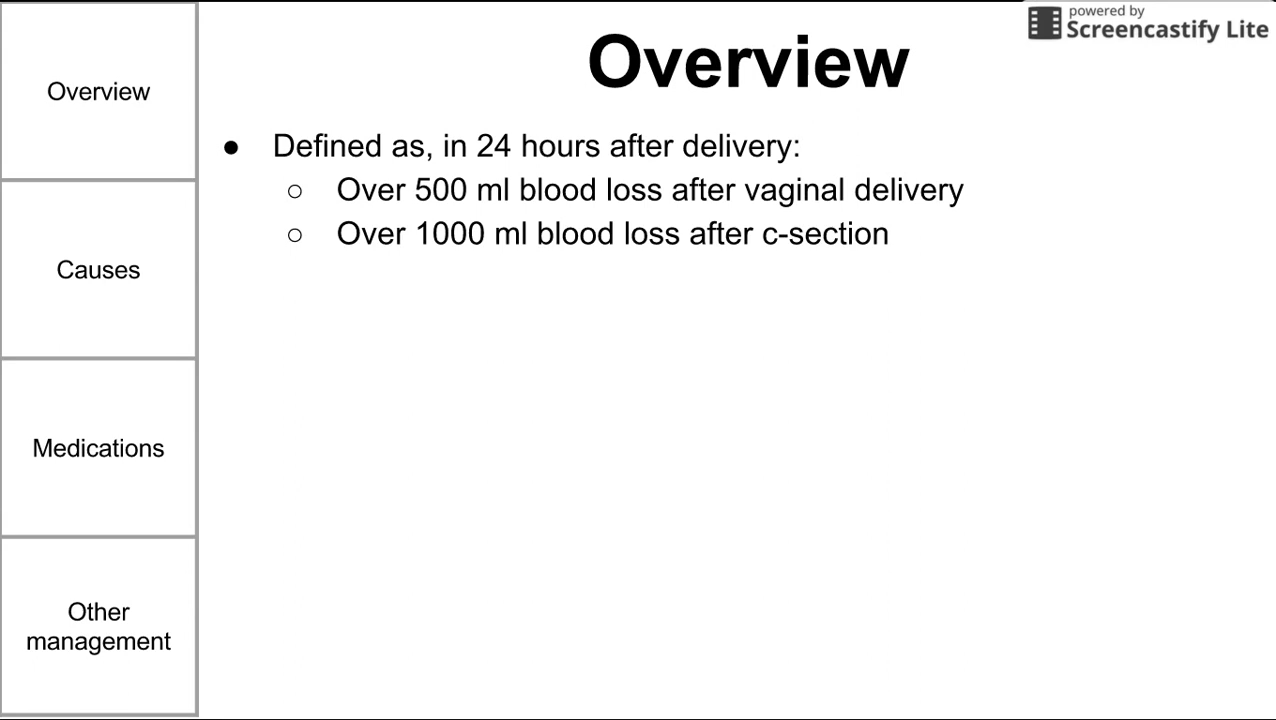 powered by
Screencastify Lite
Overview
Overview
Causes
Medications
Other
management
● Defined as, in 24 hours after delivery:
○ Over 500 ml blood loss after vaginal delivery
○ Over 1000 ml blood loss after c-section